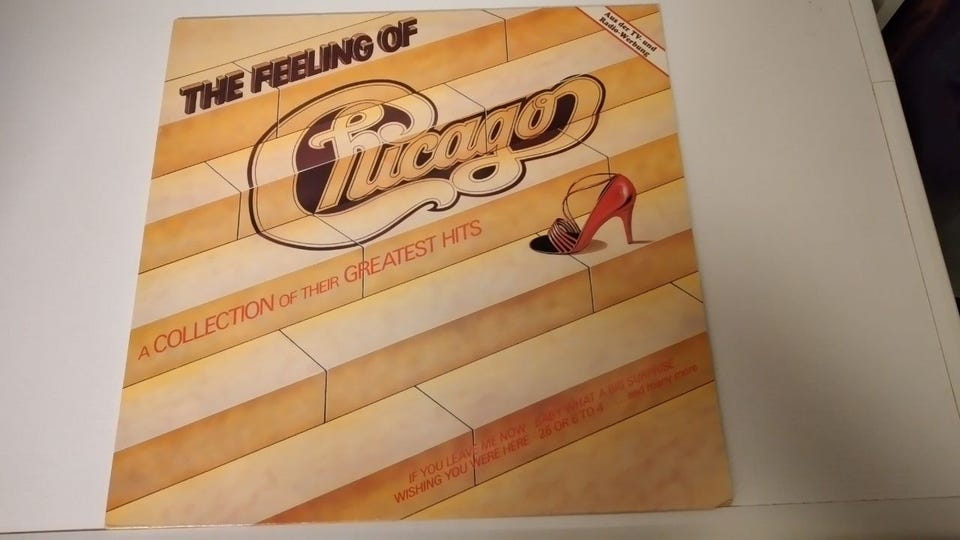 THE FEELING OF
Aus der TV- und
Radio-Werbung
Chicago
A COLLECTION OF THEIR GREATEST HITS
IF YOU LEAVE ME NOW · BABY WHAT A BIG SURPRISE
WISHING YOU WERE HERE · 25 OR 6 TO 4 and many more